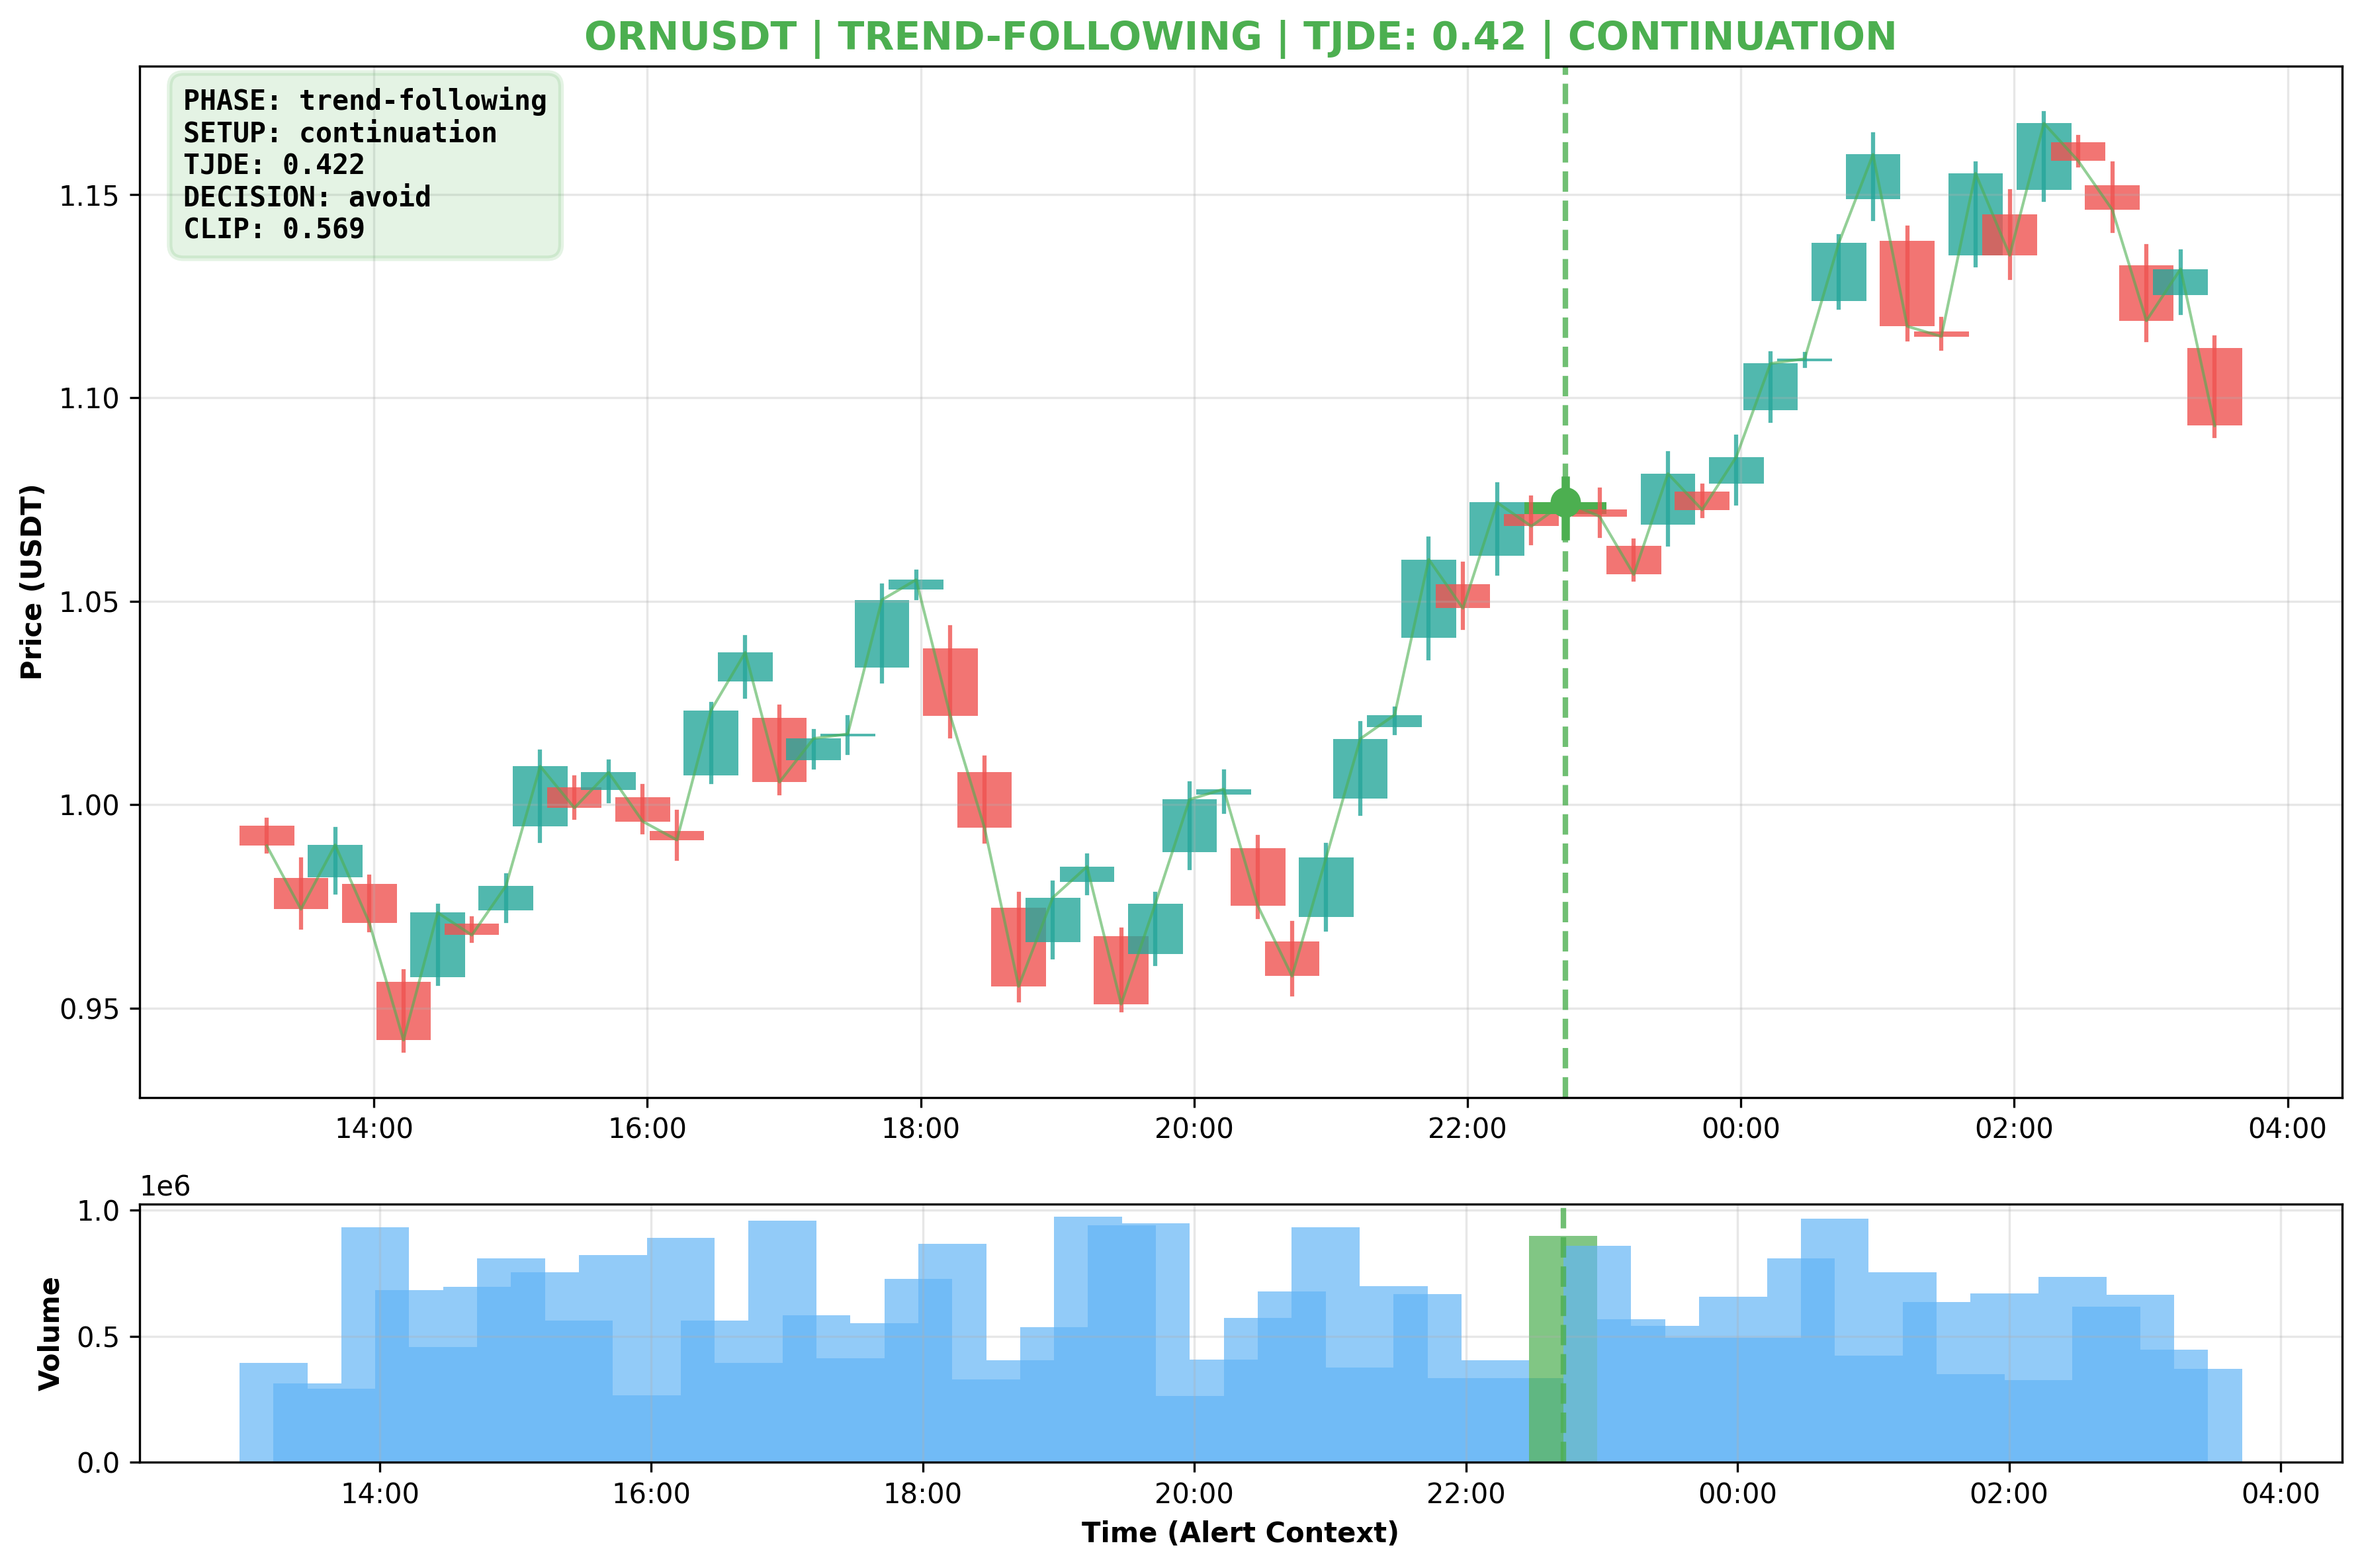 ORNUSDT | TREND-FOLLOWING | TJDE: 0.42 | CONTINUATION
PHASE: trend-following
SETUP: continuation
TJDE: 0.422
DECISION: avoid
CLIP: 0.569
Price (USDT)
1.15
1.10
1.05
1.00
0.95
14:00 16:00 18:00 20:00 22:00 00:00 02:00 04:00
1e6
Volume
1.0
0.5
0.0
14:00 16:00 18:00 20:00 22:00 00:00 02:00 04:00
Time (Alert Context)